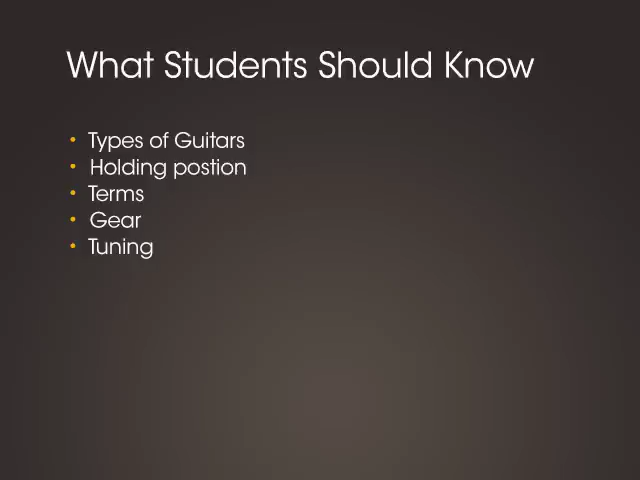 What Students Should Know
• Types of Guitars
• Holding postion
• Terms
• Gear
• Tuning